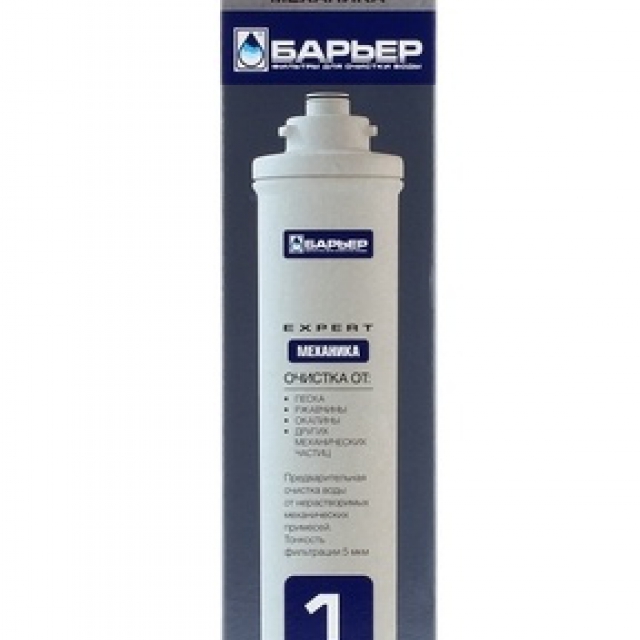 МЕХАНИКА
БАРЬЕР
ФИЛЬТРЫ ДЛЯ ОЧИСТКИ ВОДЫ
БАРЬЕР
EXPERT
МЕХАНИКА
ОЧИСТКА ОТ:
• ПЕСКА
• РЖАВЧИНЫ
• ОКАЛИНЫ
• ДРУГИХ
МЕХАНИЧЕСКИХ
ЧАСТИЦ
Предварительная
очистка воды
от нерастворимых
механических
примесей.
Тонкость
фильтрации 5 мкм
1